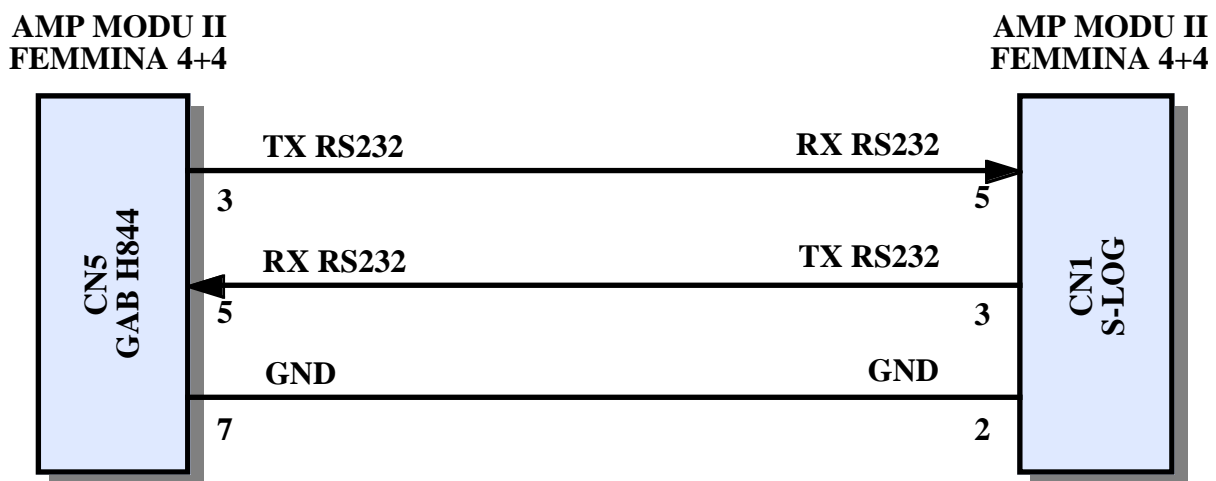 AMP MODU II
FEMMINA 4+4
AMP MODU II
FEMMINA 4+4
TX RS232
RX RS232
3
5
RX RS232
TX RS232
5
3
GND
GND
7
2
CN5
GAB H844
CN1
S-LOG